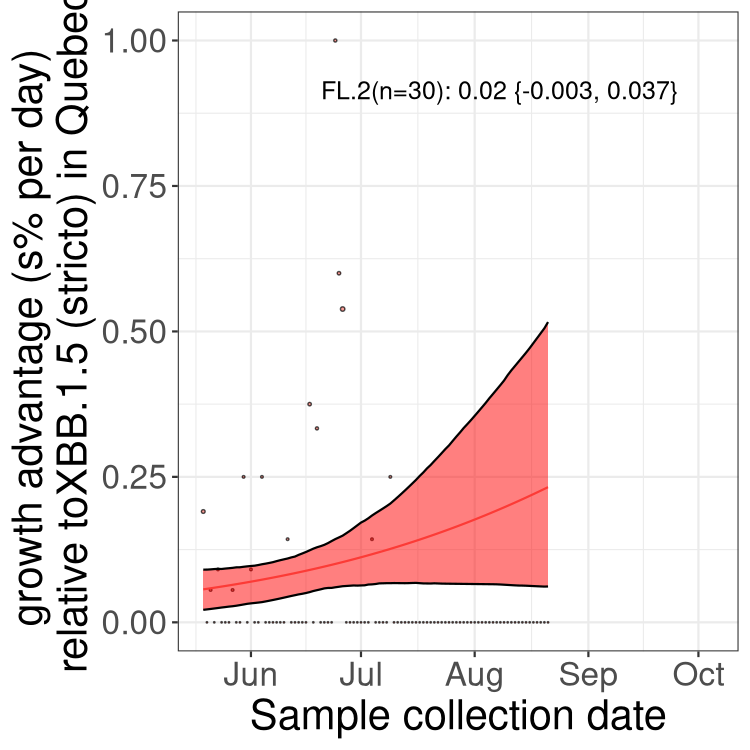 growth advantage (s% per day)
relative toXBB.1.5 (stricto) in Quebec
1.00
0.75
0.50
0.25
0.00
FL.2(n=30): 0.02 {-0.003, 0.037}
Jun Jul Aug Sep Oct
Sample collection date